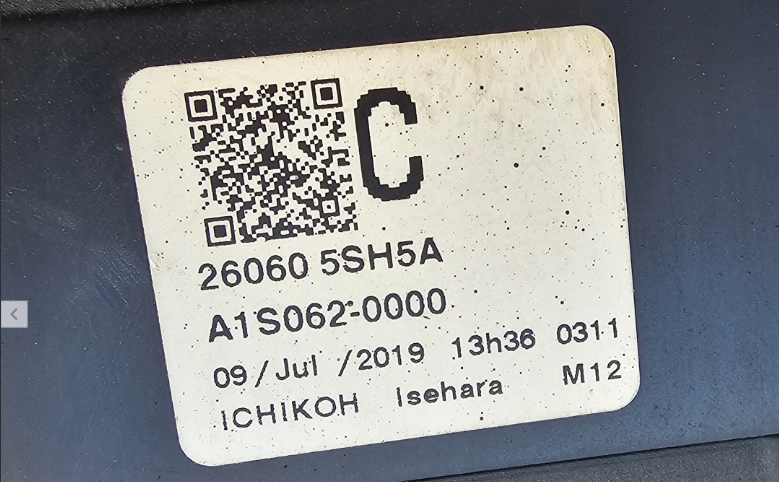 C
26060 5SH5A
A1S062-0000
09/Jul /2019 13h36 0311
ICHIKOH Isehara M12